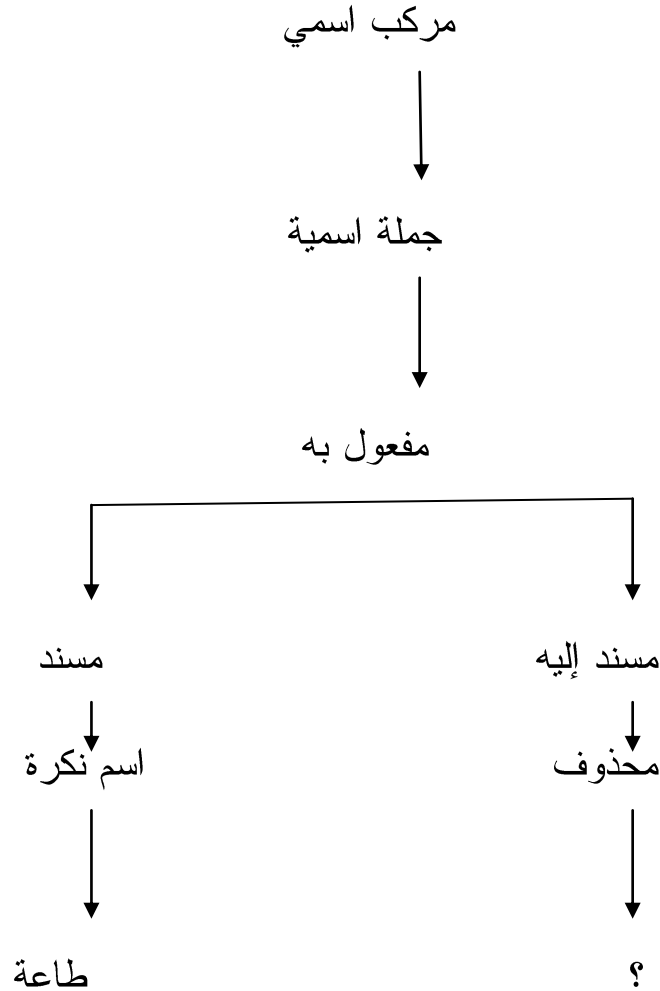 مركب اسمي
جملة اسمية
مفعول به
مسند إليه
مسند
محذوف
اسم نكرة
؟
طاعة